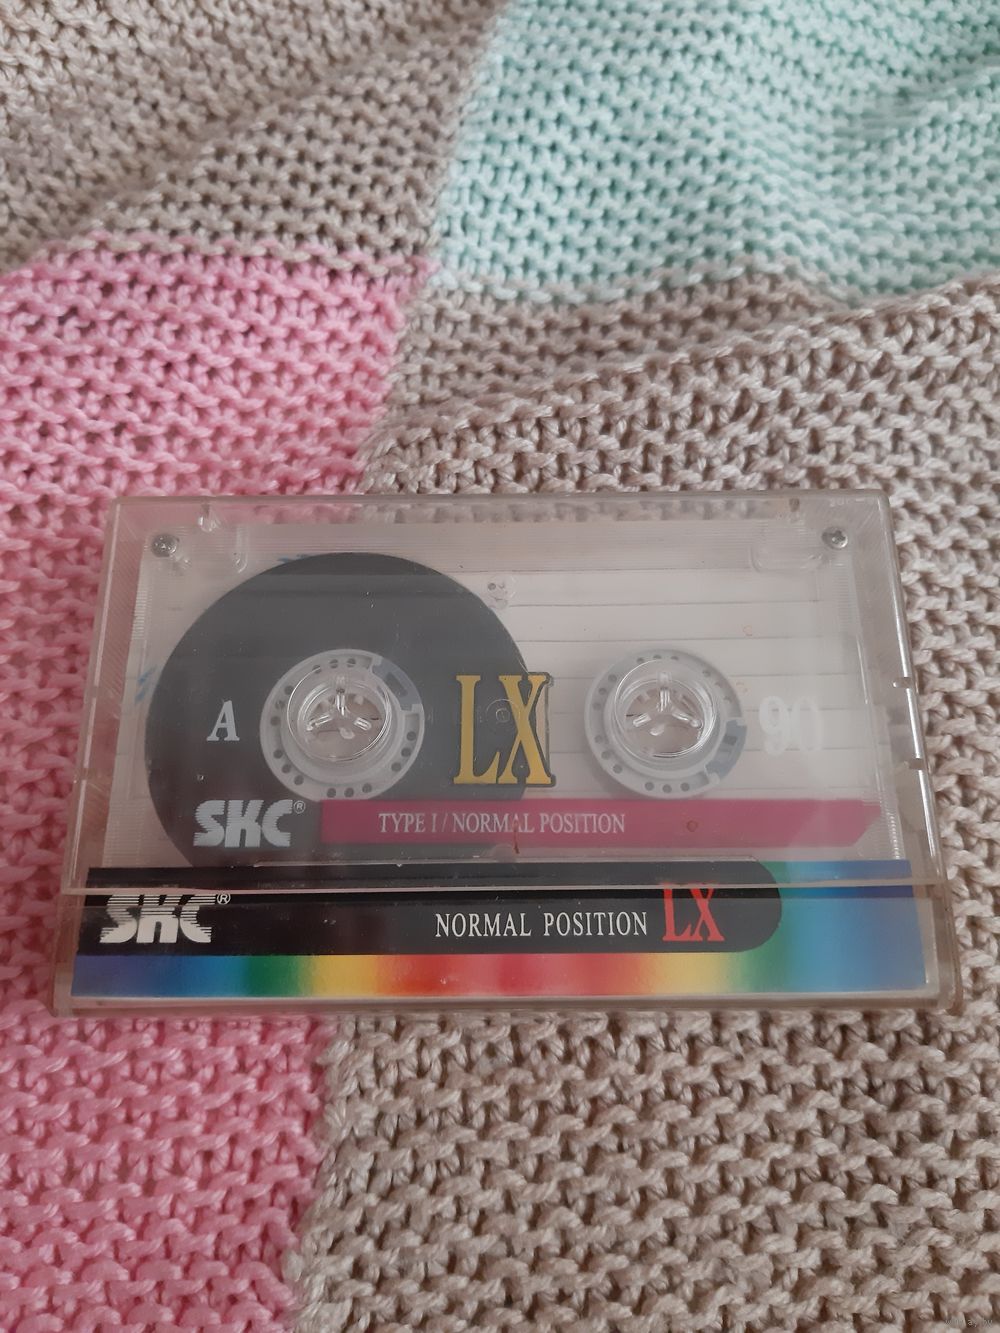 A
LX
90
SKC®
TYPE I / NORMAL POSITION
SKC®
NORMAL POSITION LX